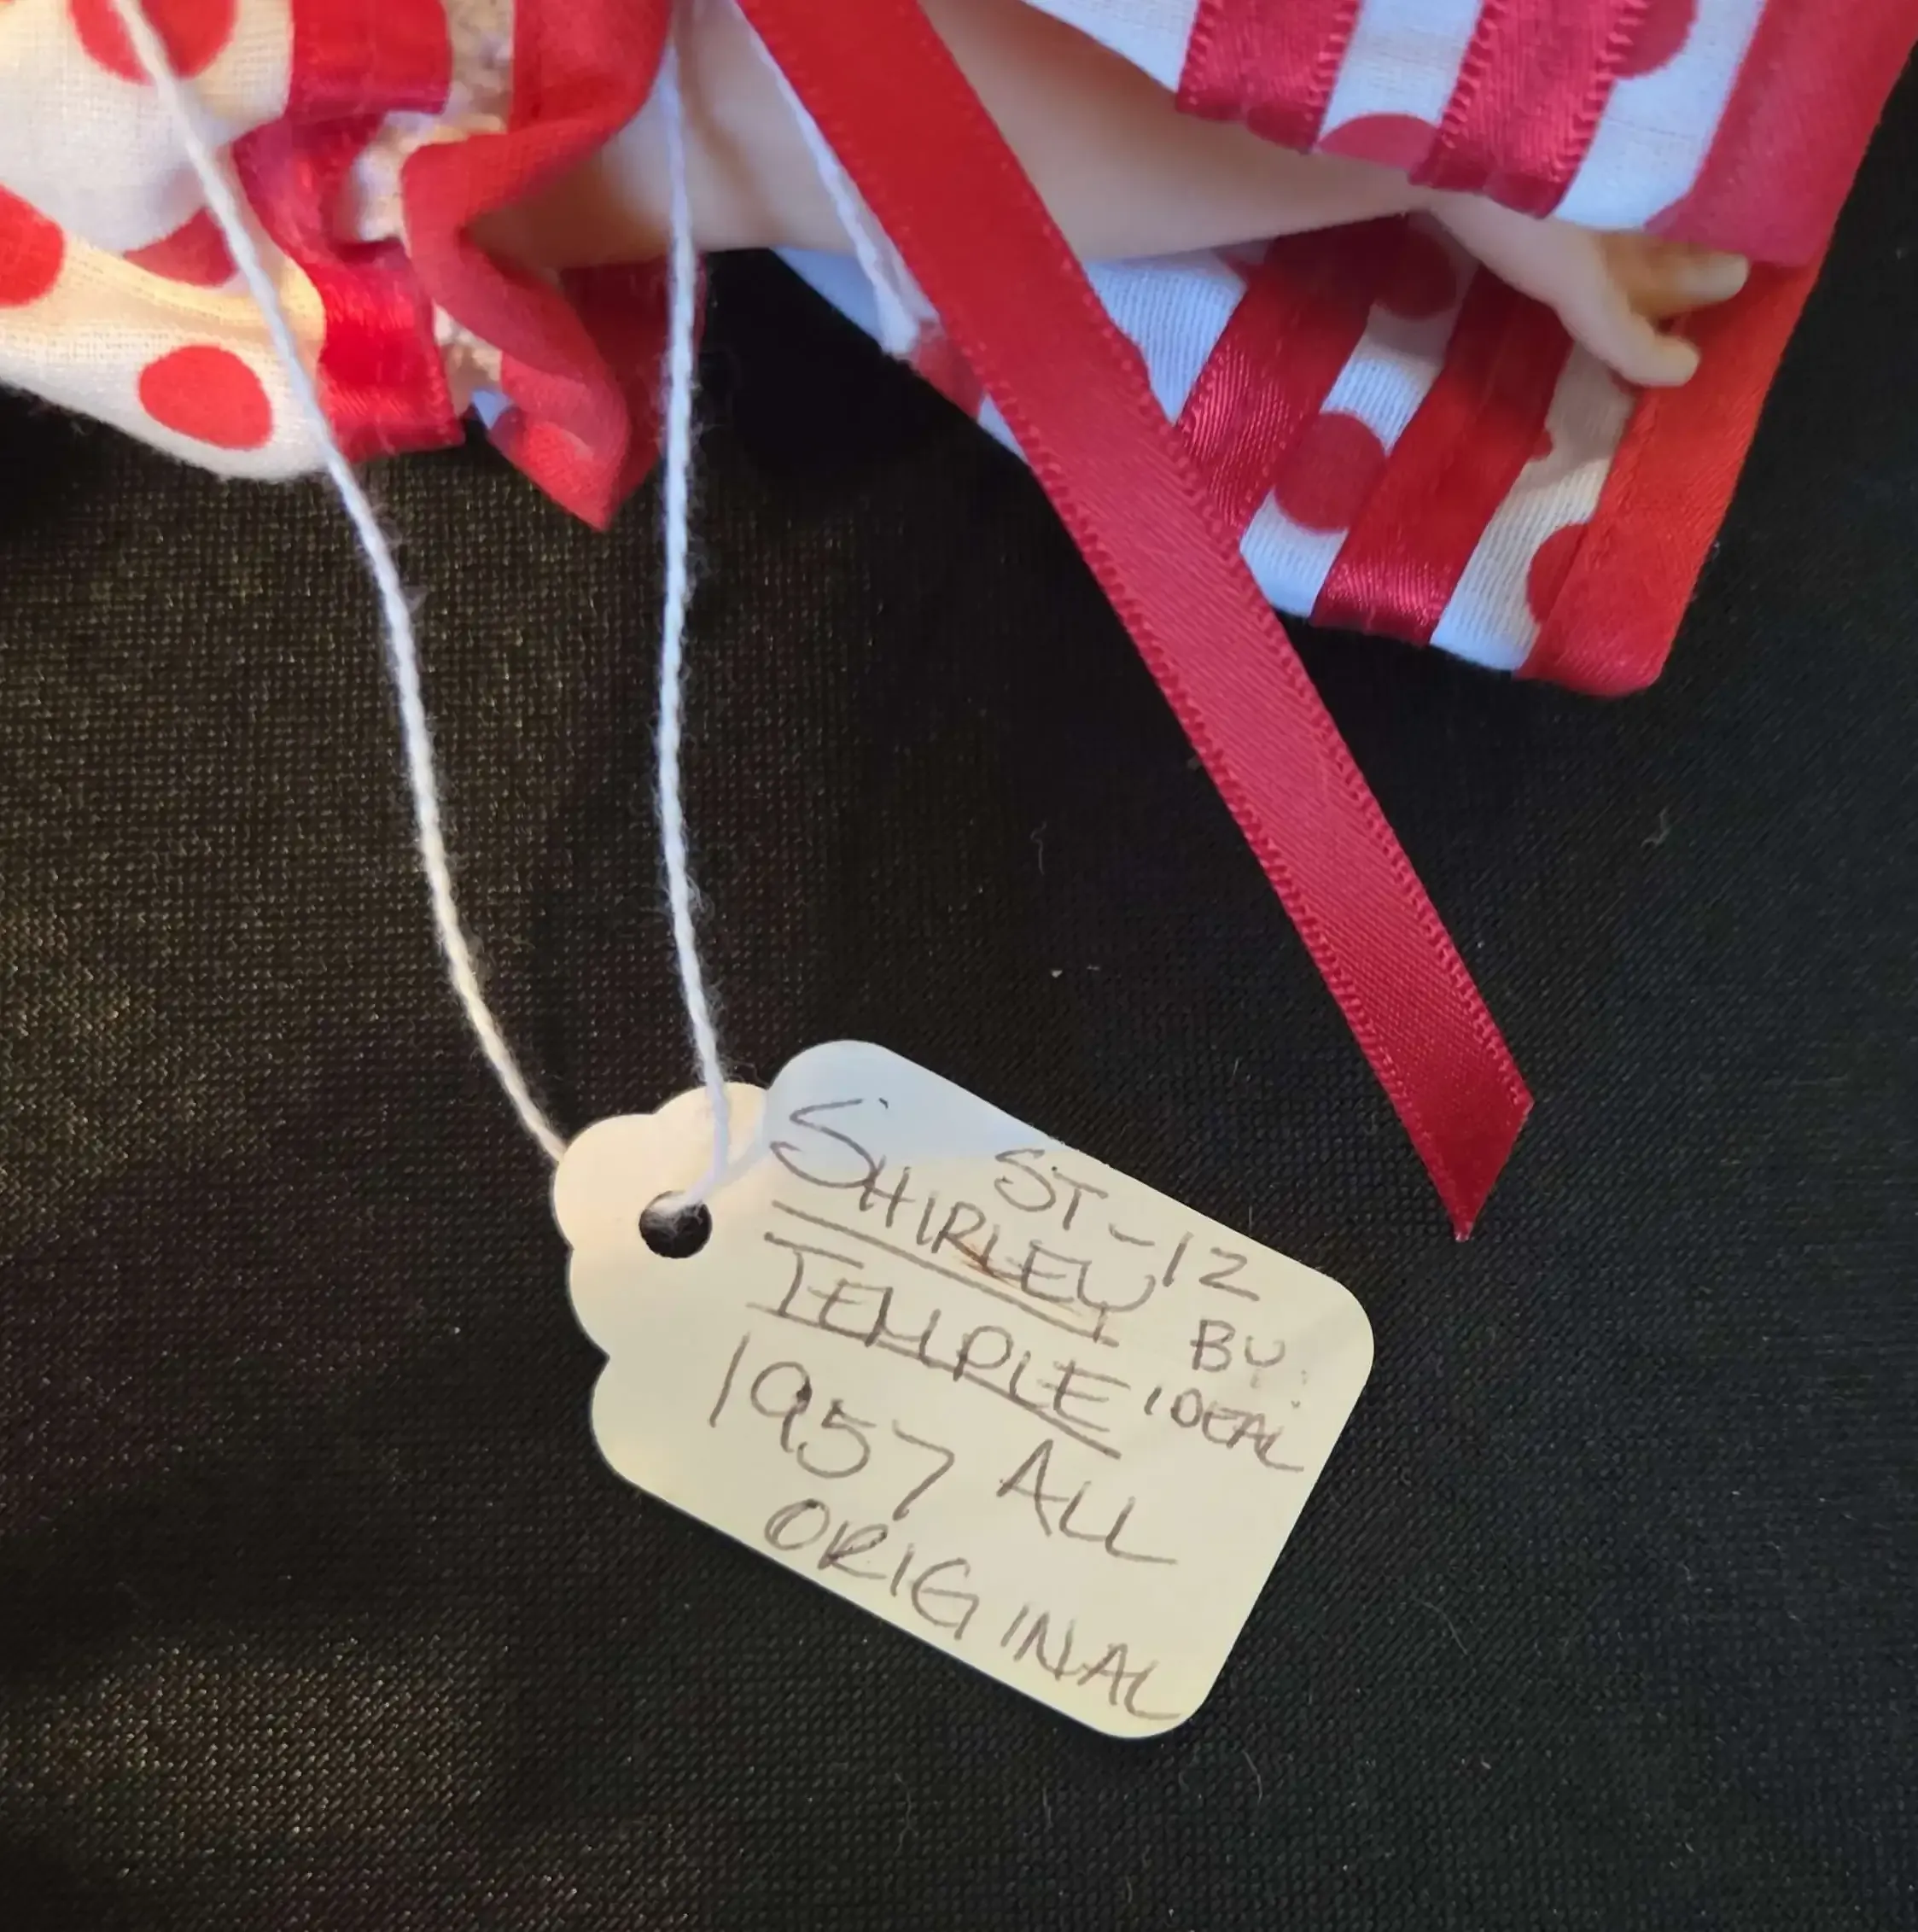 ST-12
SHIRLEY
TEMPLE
BY:
IDEAL
1957 ALL
ORIGINAL